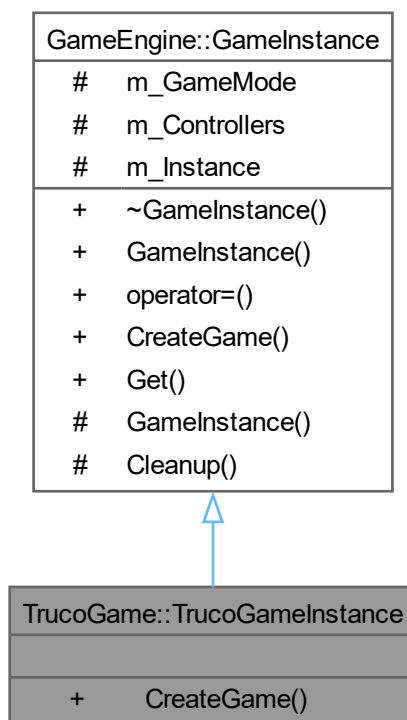 GameEngine::GameInstance
# m_GameMode
# m_Controllers
# m_Instance
+ ~GameInstance()
+ GameInstance()
+ operator=()
+ CreateGame()
+ Get()
# GameInstance()
# Cleanup()
TrucoGame::TrucoGameInstance
+ CreateGame()